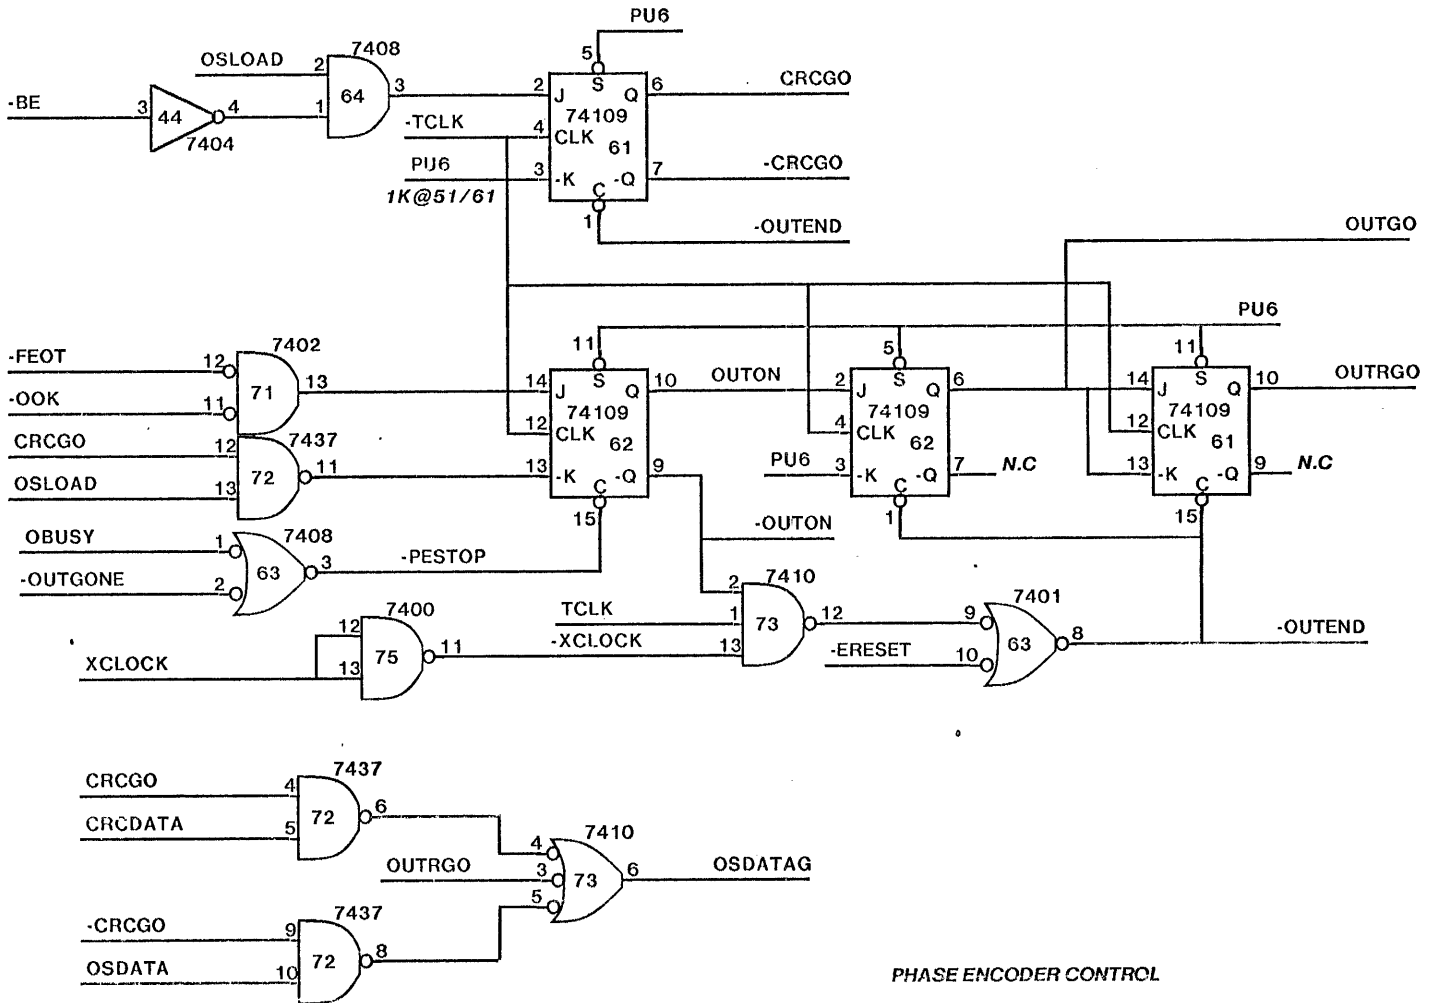 PU6
7408
OSLOAD 2
5
64 3
-BE 3 44 4 1
7404
2 J S Q 6 CRCGO
74109
-TCLK 4 CLK 61
PU6 3 -K C -Q 7 -CRCGO
1K@51/61
1 -OUTEND
OUTGO
PU6
-FEOT 12 7402
71 13
-OOK 11
11 5 11
14 J S Q 10 OUTON 2 J S Q 6 14 J S Q 10 OUTRGO
74109 74109 74109
12 CLK 62 4 CLK 62 12 CLK 61
CRCGO 12 7437
72 11
OSLOAD 13
13 -K C -Q 9 PU6 3 -K C -Q 7 N.C 13 -K C -Q 9 N.C
15 1 15
OBUSY 1 7408
63 3 -PESTOP
-OUTGONE 2
-OUTON
2 7410
TCLK 1 73 12
-XCLOCK 13
7400
12
75 11
XCLOCK 13
9 7401
63 8 -OUTEND
-ERESET 10
CRCGO 4 7437
72 6
CRCDATA 5
4 7410
OUTRGO 3 73 6 OSDATAG
5
-CRCGO 9 7437
72 8
OSDATA 10
PHASE ENCODER CONTROL